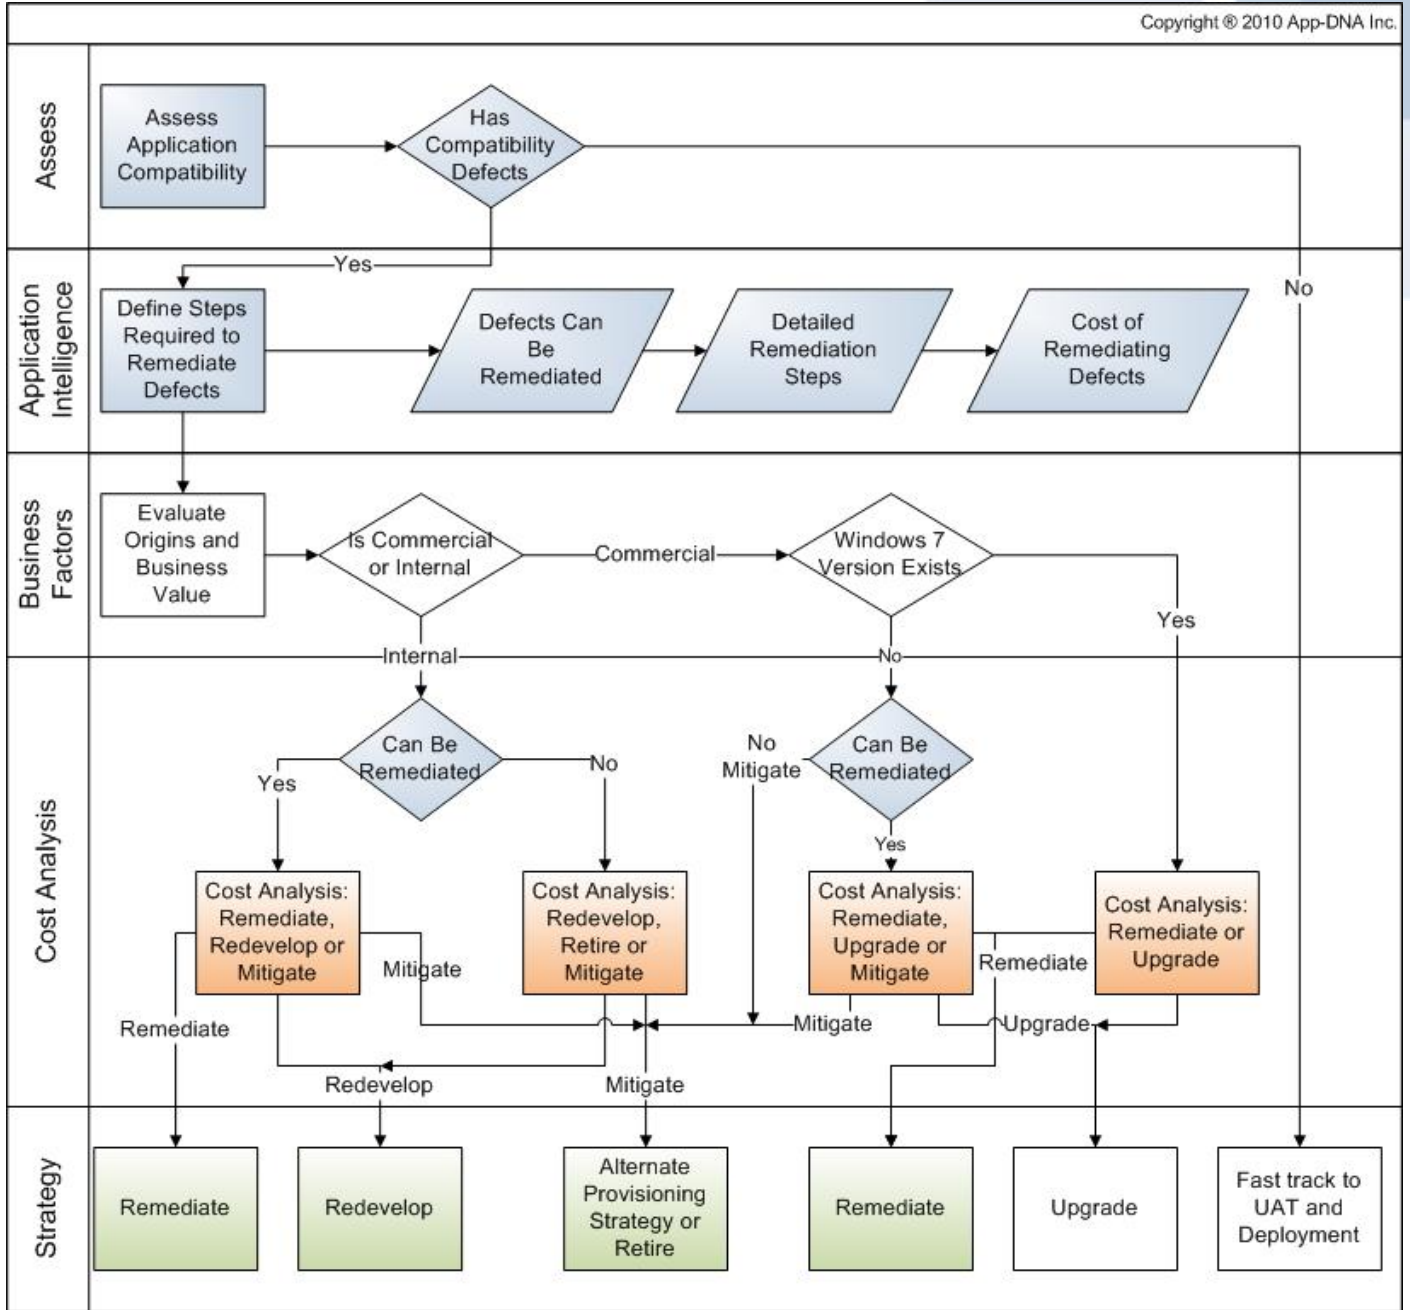 Copyright ® 2010 App-DNA Inc.
Assess
Assess
Application
Compatibility
Has
Compatibility
Defects
Yes
No
Application
Intelligence
Define Steps
Required to
Remediate
Defects
Defects Can
Be
Remediated
Detailed
Remediation
Steps
Cost of
Remediating
Defects
Business
Factors
Evaluate
Origins and
Business
Value
Is Commercial
or Internal
Commercial
Windows 7
Version Exists
Yes
Internal
No
Cost Analysis
Can Be
Remediated
Yes
No
No
Mitigate
Can Be
Remediated
Yes
Cost Analysis:
Remediate,
Redevelop or
Mitigate
Mitigate
Cost Analysis:
Redevelop,
Retire or
Mitigate
Cost Analysis:
Remediate,
Upgrade or
Mitigate
Remediate
Cost Analysis:
Remediate or
Upgrade
Remediate
Mitigate
Upgrade
Redevelop
Mitigate
Strategy
Remediate
Redevelop
Alternate
Provisioning
Strategy or
Retire
Remediate
Upgrade
Fast track to
UAT and
Deployment